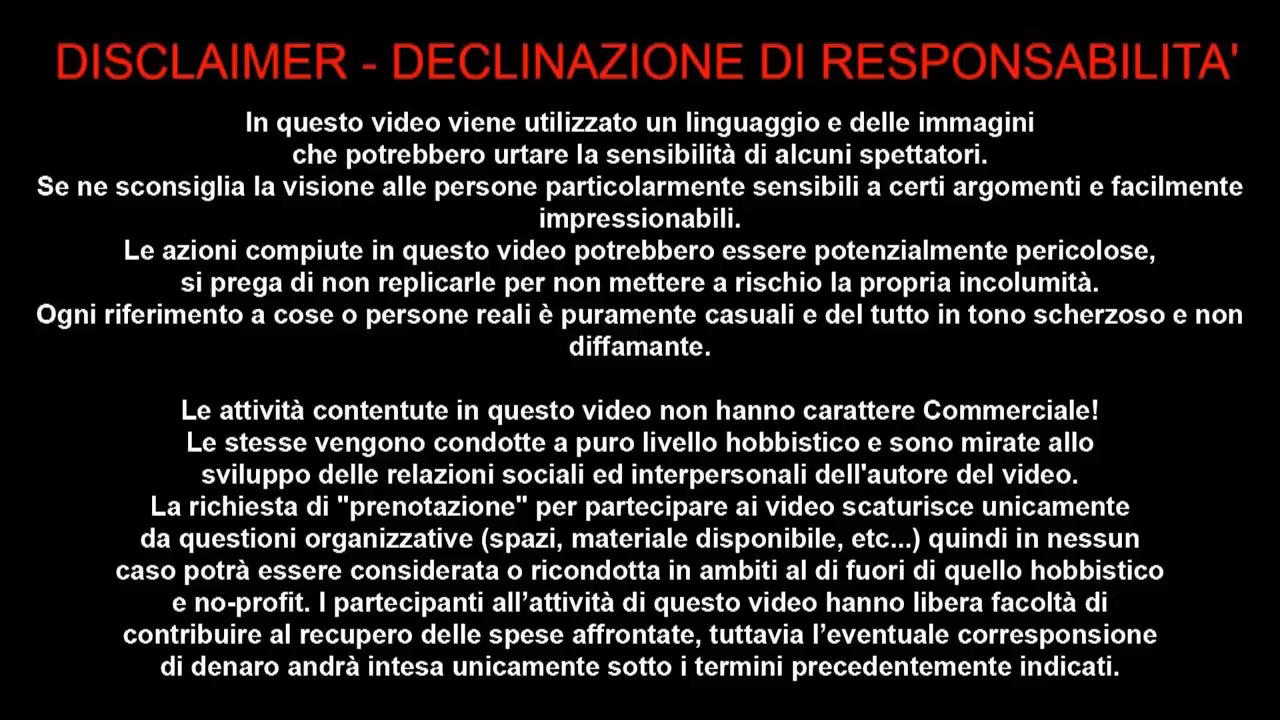 DISCLAIMER - DECLINAZIONE DI RESPONSABILITA'
In questo video viene utilizzato un linguaggio e delle immagini
che potrebbero urtare la sensibilità di alcuni spettatori.
Se ne sconsiglia la visione alle persone particolarmente sensibili a certi argomenti e facilmente
impressionabili.
Le azioni compiute in questo video potrebbero essere potenzialmente pericolose,
si prega di non replicarle per non mettere a rischio la propria incolumità.
Ogni riferimento a cose o persone reali è puramente casuali e del tutto in tono scherzoso e non
diffamante.
Le attività contentute in questo video non hanno carattere Commerciale!
Le stesse vengono condotte a puro livello hobbistico e sono mirate allo
sviluppo delle relazioni sociali ed interpersonali dell'autore del video.
La richiesta di "prenotazione" per partecipare ai video scaturisce unicamente
da questioni organizzative (spazi, materiale disponibile, etc...) quindi in nessun
caso potrà essere considerata o ricondotta in ambiti al di fuori di quello hobbistico
e no-profit. I partecipanti all’attività di questo video hanno libera facoltà di
contribuire al recupero delle spese affrontate, tuttavia l’eventuale corresponsione
di denaro andrà intesa unicamente sotto i termini precedentemente indicati.